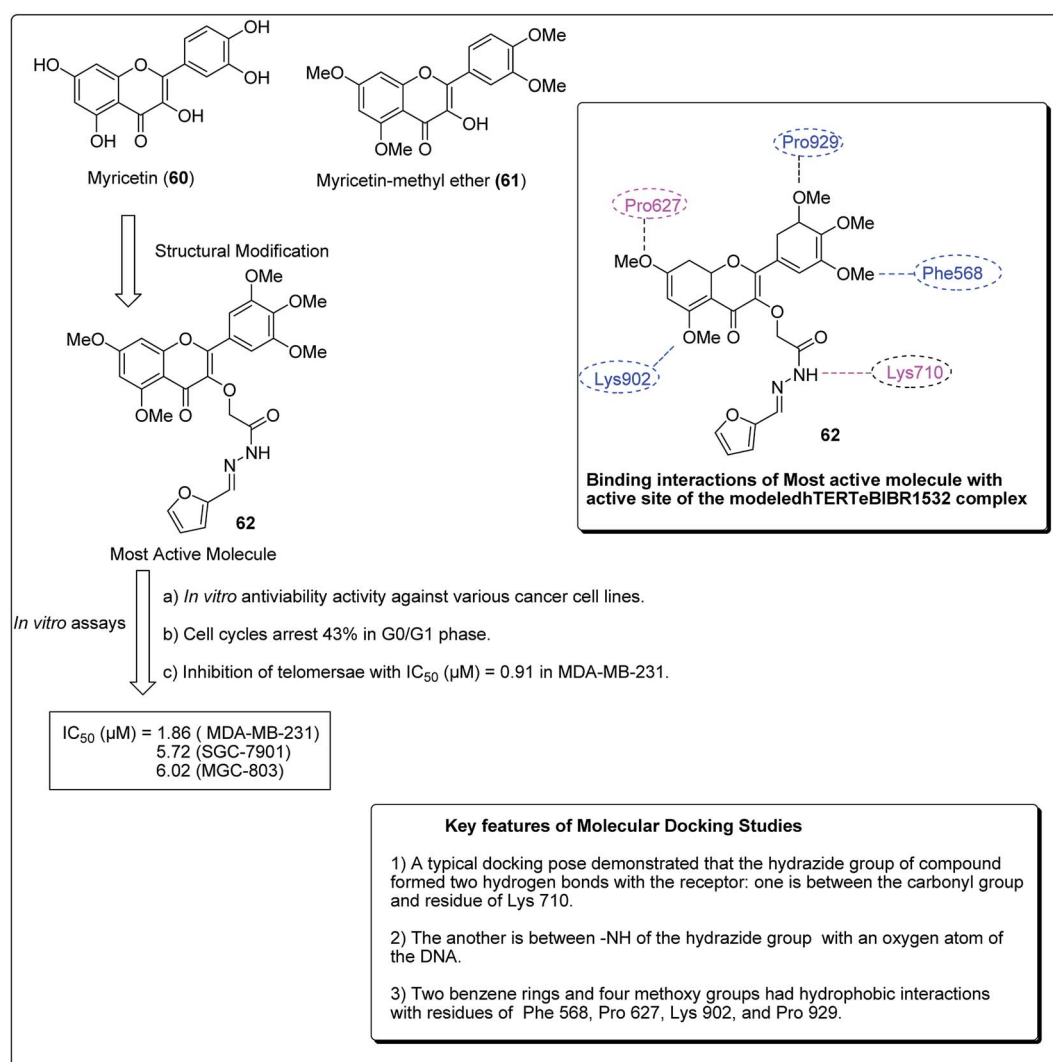 OH
HO
O
OH
OH
OH
O
Myricetin (60)
OMe
MeO
O
OMe
OH
OMe
O
Myricetin-methyl ether (61)
Structural Modification
OMe
OMe
MeO
O
OMe
O
OMe
O
O
NH
N
O
62
Most Active Molecule
In vitro assays
a) In vitro antiviability activity against various cancer cell lines.
b) Cell cycles arrest 43% in G0/G1 phase.
c) Inhibition of telomersae with IC50 (µM) = 0.91 in MDA-MB-231.
IC50 (µM) = 1.86 ( MDA-MB-231)
5.72 (SGC-7901)
6.02 (MGC-803)
Pro929
Pro627
OMe
OMe
MeO
O
OMe
Phe568
O
OMe
O
O
Lys902
NH
Lys710
N
O
62
Binding interactions of Most active molecule with
active site of the modeledhTERTeBIBR1532 complex
Key features of Molecular Docking Studies
1) A typical docking pose demonstrated that the hydrazide group of compound
formed two hydrogen bonds with the receptor: one is between the carbonyl group
and residue of Lys 710.
2) The another is between -NH of the hydrazide group with an oxygen atom of
the DNA.
3) Two benzene rings and four methoxy groups had hydrophobic interactions
with residues of Phe 568, Pro 627, Lys 902, and Pro 929.